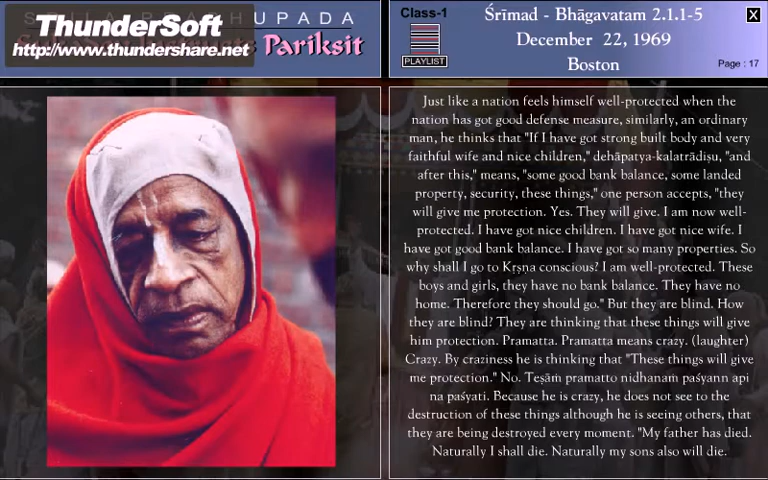 SRILA PRABHUPADA
ThunderSoft
http://www.thundershare.net
Pariksit
Class-1
PLAYLIST
Śrīmad - Bhāgavatam 2.1.1-5
December 22, 1969
Boston
X
Page : 17
Just like a nation feels himself well-protected when the
nation has got good defense measure, similarly, an ordinary
man, he thinks that "If I have got strong built body and very
faithful wife and nice children," dehāpatya-kalatrādiṣu, "and
after this," means, "some good bank balance, some landed
property, security, these things," one person accepts, "they
will give me protection. Yes. They will give. I am now well-
protected. I have got nice children. I have got nice wife. I
have got good bank balance. I have got so many properties. So
why shall I go to Kṛṣṇa conscious? I am well-protected. These
boys and girls, they have no bank balance. They have no
home. Therefore they should go." But they are blind. How
they are blind? They are thinking that these things will give
him protection. Pramatta. Pramatta means crazy. (laughter)
Crazy. By craziness he is thinking that "These things will give
me protection." No. Teṣāṁ pramatto nidhanaṁ paśyann api
na paśyati. Because he is crazy, he does not see to the
destruction of these things although he is seeing others, that
they are being destroyed every moment. "My father has died.
Naturally I shall die. Naturally my sons also will die.